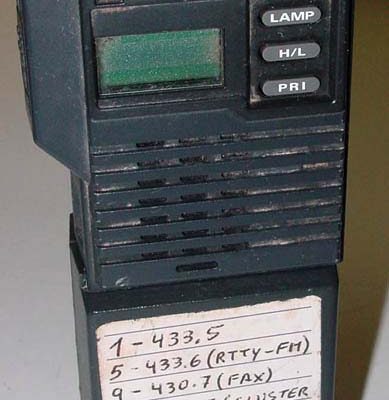 LAMP
H/L
PRI
1 - 433.5
5 - 433.6 (RTTY-FM)
9 - 430.7 (FAX)